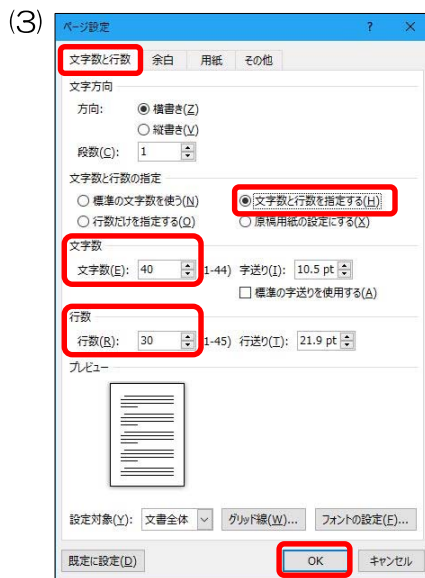 (3)
ページ設定 ? ×
文字数と行数 余白 用紙 その他
文字方向
方向: 横書き(Z)
縦書き(V)
段数(C): 1
文字数と行数の指定
標準の文字数を使う(N) 文字数と行数を指定する(H)
行数だけを指定する(O) 原稿用紙の設定にする(X)
文字数
文字数(E): 40 1-44) 字送り(I): 10.5 pt
標準の字送りを使用する(A)
行数
行数(R): 30 1-45) 行送り(T): 21.9 pt
プレビュー
設定対象(Y): 文書全体 グリッド線(W)... フォントの設定(F)...
既定に設定(D) OK キャンセル